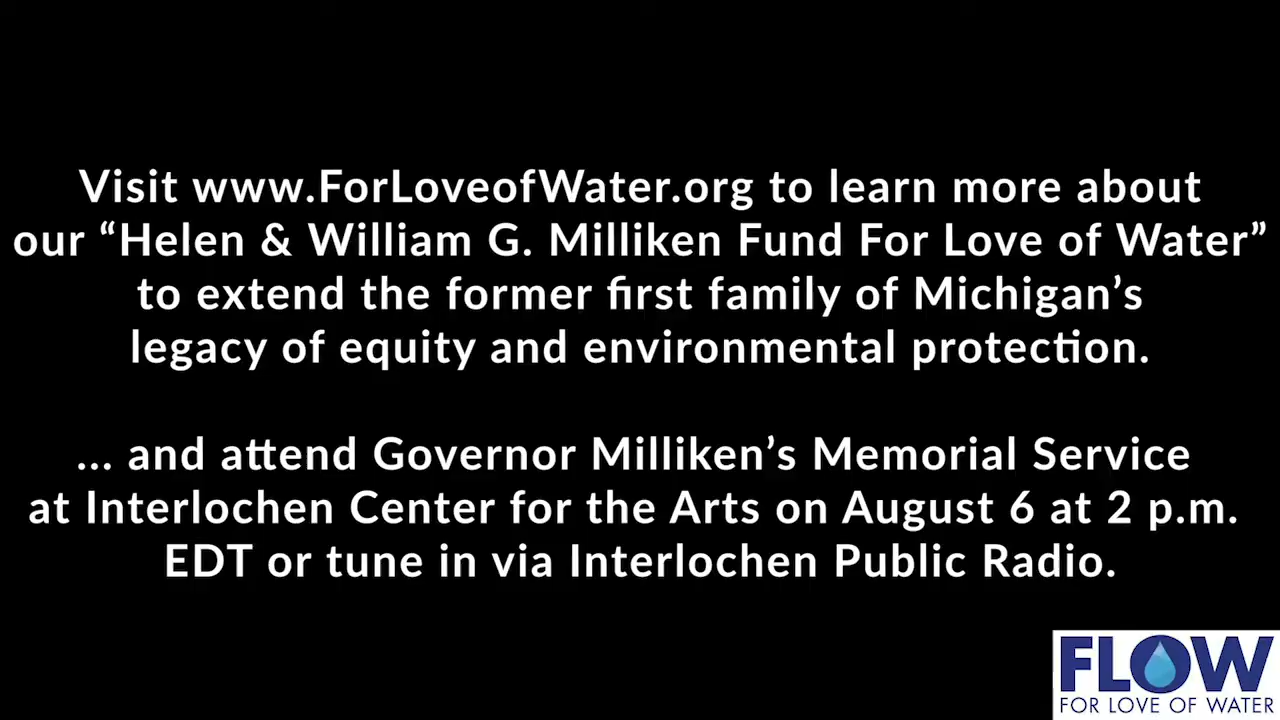 Visit www.ForLoveofWater.org to learn more about
our “Helen & William G. Milliken Fund For Love of Water”
to extend the former first family of Michigan’s
legacy of equity and environmental protection.
... and attend Governor Milliken’s Memorial Service
at Interlochen Center for the Arts on August 6 at 2 p.m.
EDT or tune in via Interlochen Public Radio.
FLOW
FOR LOVE OF WATER